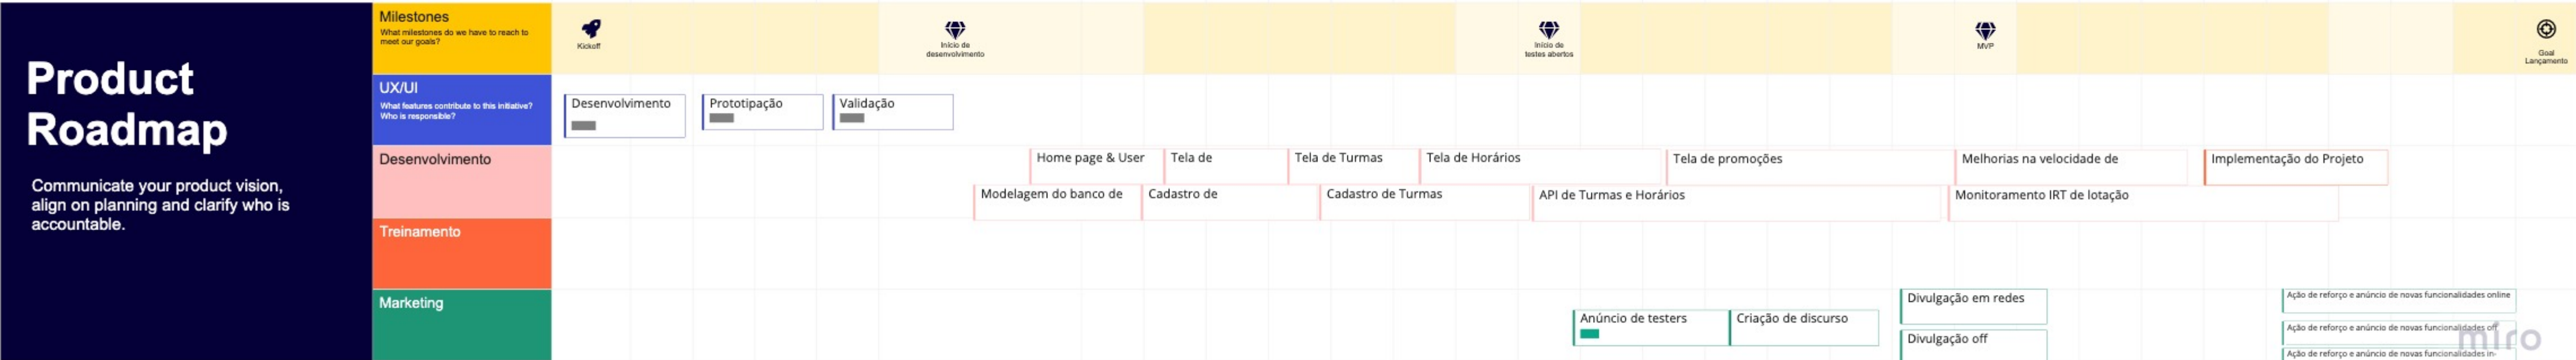 Product
Roadmap
Communicate your product vision,
align on planning and clarify who is
accountable.
Milestones
What milestones do we have to reach to
meet our goals?
Kickoff
Início de
desenvolvimento
Início de
testes abertos
MVP
Goal
Lançamento
UX/UI
What features contribute to this initiative?
Who is responsible?
Desenvolvimento
Prototipação
Validação
Desenvolvimento
Home page & User
Tela de
Tela de Turmas
Tela de Horários
Tela de promoções
Melhorias na velocidade de
Implementação do Projeto
Modelagem do banco de
Cadastro de
Cadastro de Turmas
API de Turmas e Horários
Monitoramento IRT de lotação
Treinamento
Marketing
Anúncio de testers
Criação de discurso
Divulgação em redes
Divulgação off
Ação de reforço e anúncio de novas funcionalidades online
Ação de reforço e anúncio de novas funcionalidades off
Ação de reforço e anúncio de novas funcionalidades in-
miro